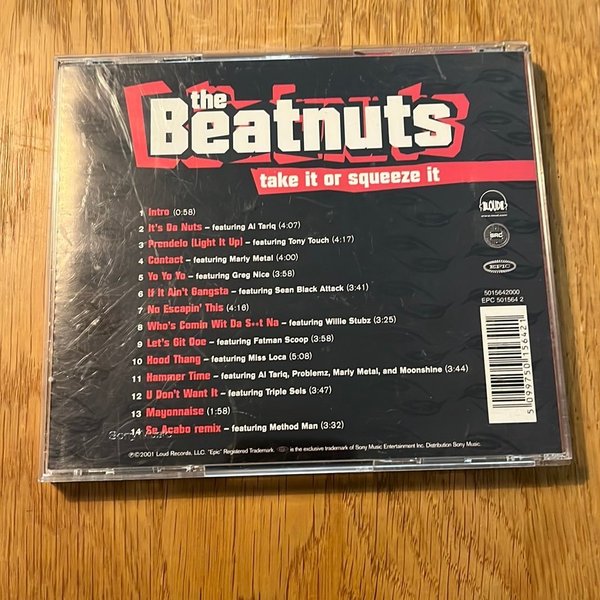 the
Beatnuts
take it or squeeze it
1 Intro (0:58)
2 It's Da Nuts – featuring Al Tariq (4:07)
3 Prendelo (Light It Up) – featuring Tony Touch (4:17)
4 Contact – featuring Marly Metal (4:00)
5 Yo Yo Yo – featuring Greg Nice (3:58)
6 If It Ain't Gangsta – featuring Sean Black Attack (3:41)
7 No Escapin' This (4:16)
8 Who's Comin Wit Da S**t Na – featuring Willie Stubz (3:25)
9 Let's Git Doe – featuring Fatman Scoop (3:58)
10 Hood Thang – featuring Miss Loca (5:08)
11 Hammer Time – featuring Al Tariq, Problemz, Marly Metal, and Moonshine (3:44)
12 U Don't Want It – featuring Triple Seis (3:47)
13 Mayonnaise (1:58)
14 Se Acabo remix – featuring Method Man (3:32)
LOUD
SRC
EPIC
5015642000
EPC 501564 2
5 099750 156421
℗©2001 Loud Records, LLC. "Epic" Registered Trademark. is the exclusive trademark of Sony Music Entertainment Inc. Distribution Sony Music.